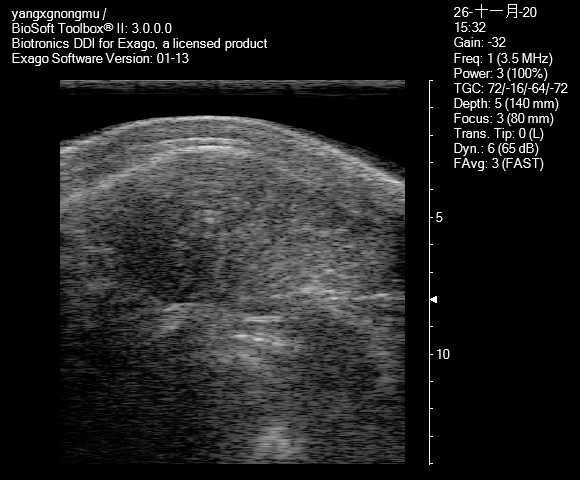 yangxgnongmu /
BioSoft Toolbox® II: 3.0.0.0
Biotronics DDI for Exago, a licensed product
Exago Software Version: 01-13
26-十一月-20
15:32
Gain: -32
Freq: 1 (3.5 MHz)
Power: 3 (100%)
TGC: 72/-16/-64/-72
Depth: 5 (140 mm)
Focus: 3 (80 mm)
Trans. Tip: 0 (L)
Dyn.: 6 (65 dB)
FAvg: 3 (FAST)
5
10